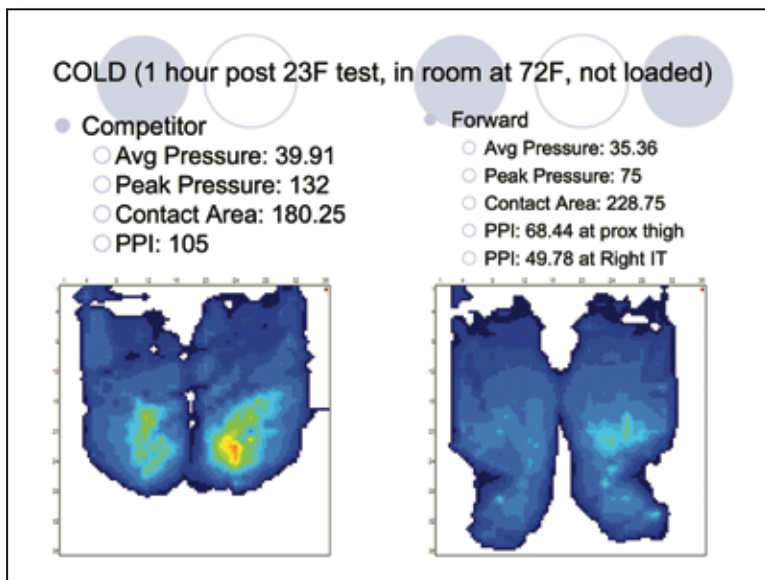 COLD (1 hour post 23F test, in room at 72F, not loaded)
Competitor
Avg Pressure: 39.91
Peak Pressure: 132
Contact Area: 180.25
PPI: 105
Forward
Avg Pressure: 35.36
Peak Pressure: 75
Contact Area: 228.75
PPI: 68.44 at prox thigh
PPI: 49.78 at Right IT